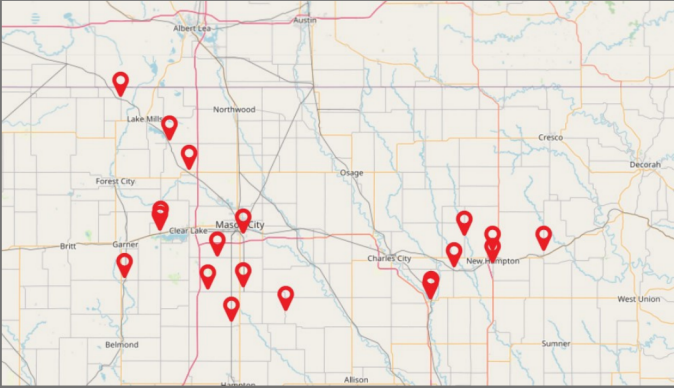 Austin
Albert Lea
Northwood
Lake Mills
Cresco
Decorah
Osage
Forest City
Mason City
Clear Lake
Britt
Garner
Charles City
New Hampton
West Union
Belmond
Sumner
Allison
Hampton